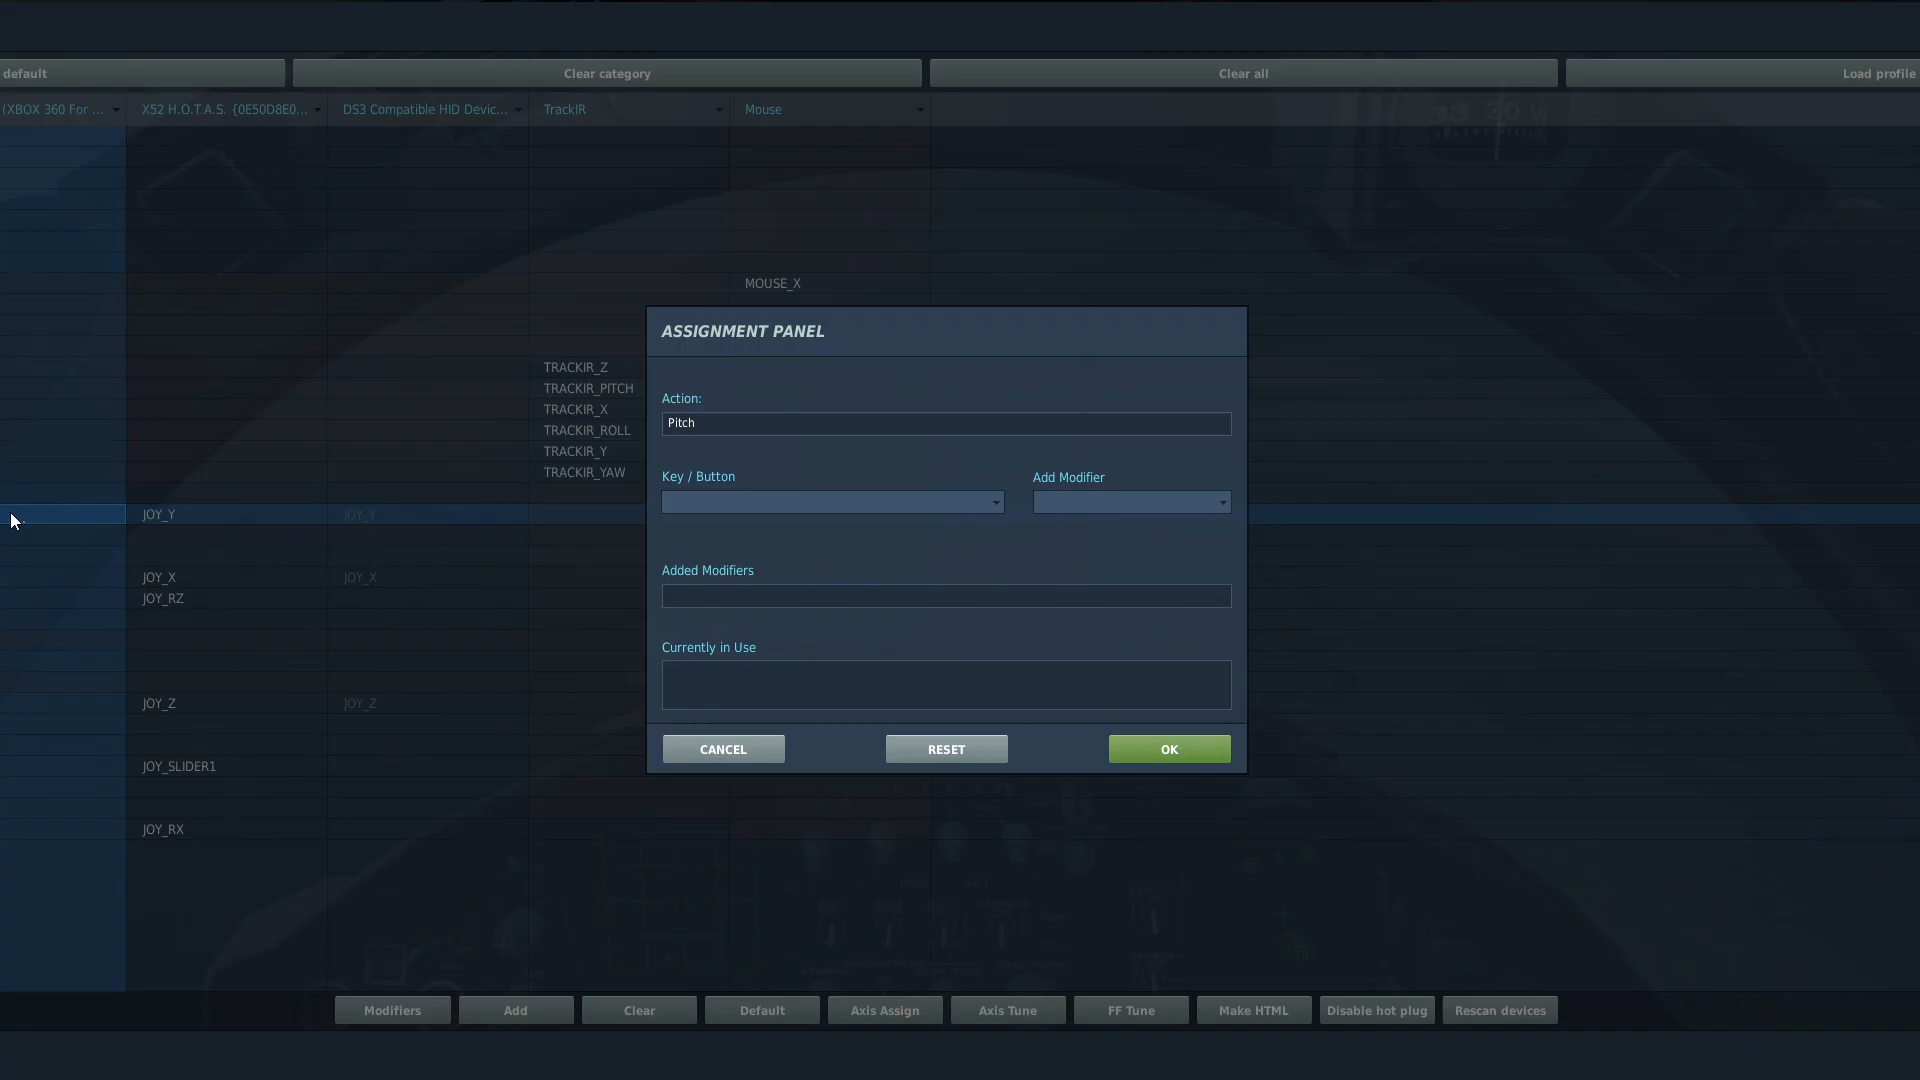 default
Clear category
Clear all
Load profile
(XBOX 360 For ...
X52 H.O.T.A.S. {0E50D8E0...
DS3 Compatible HID Devic...
TrackIR
Mouse
33 30 W
MOUSE_X
ASSIGNMENT PANEL
TRACKIR_Z
TRACKIR_PITCH
Action:
TRACKIR_X
Pitch
TRACKIR_ROLL
TRACKIR_Y
TRACKIR_YAW
Key / Button
Add Modifier
JOY_Y
JOY_Y
Added Modifiers
JOY_X
JOY_X
JOY_RZ
Currently in Use
JOY_Z
JOY_Z
CANCEL
RESET
OK
JOY_SLIDER1
JOY_RX
Modifiers
Add
Clear
Default
Axis Assign
Axis Tune
FF Tune
Make HTML
Disable hot plug
Rescan devices